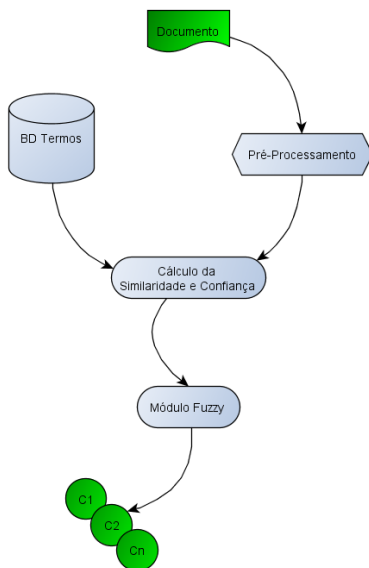 Documento
BD Termos
Pré-Processamento
Cálculo da
Similaridade e Confiança
Módulo Fuzzy
C1
C2
Cn